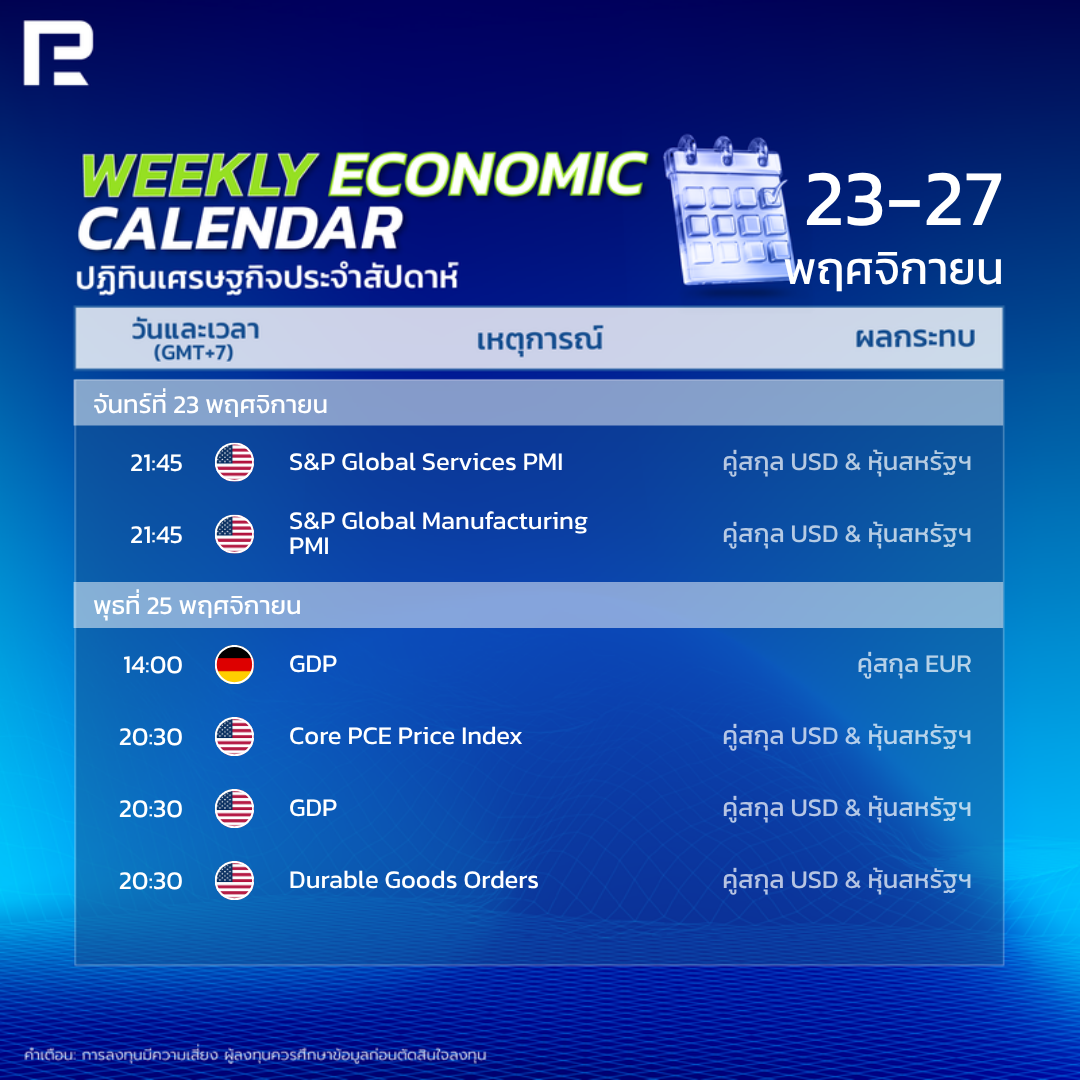 WEEKLY ECONOMIC
CALENDAR
ปฏิทินเศรษฐกิจประจำสัปดาห์
23-27
พฤศจิกายน
วันและเวลา
(GMT+7)
เหตุการณ์
ผลกระทบ
จันทร์ที่ 23 พฤศจิกายน
21:45 S&P Global Services PMI คู่สกุล USD & หุ้นสหรัฐฯ
21:45 S&P Global Manufacturing
PMI คู่สกุล USD & หุ้นสหรัฐฯ
พุธที่ 25 พฤศจิกายน
14:00 GDP คู่สกุล EUR
20:30 Core PCE Price Index คู่สกุล USD & หุ้นสหรัฐฯ
20:30 GDP คู่สกุล USD & หุ้นสหรัฐฯ
20:30 Durable Goods Orders คู่สกุล USD & หุ้นสหรัฐฯ
คำเตือน: การลงทุนมีความเสี่ยง ผู้ลงทุนควรศึกษาข้อมูลก่อนตัดสินใจลงทุน